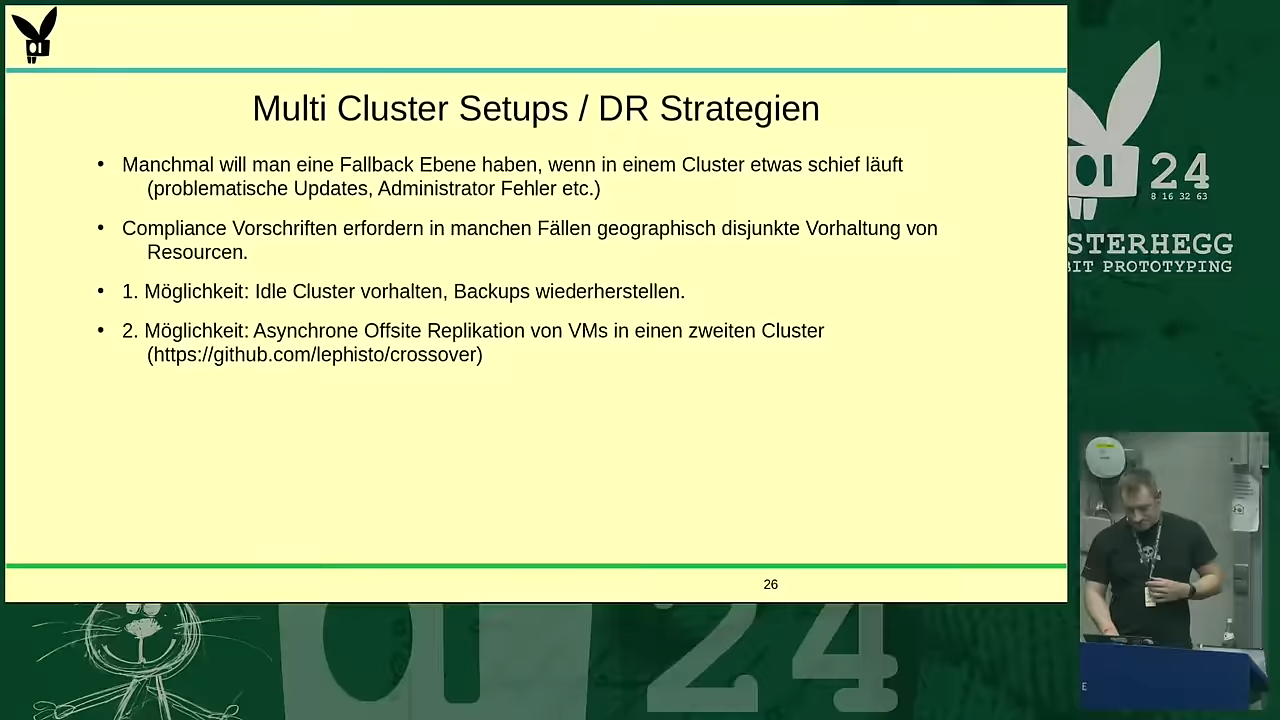 Multi Cluster Setups / DR Strategien
• Manchmal will man eine Fallback Ebene haben, wenn in einem Cluster etwas schief läuft
(problematische Updates, Administrator Fehler etc.)
• Compliance Vorschriften erfordern in manchen Fällen geographisch disjunkte Vorhaltung von
Resourcen.
• 1. Möglichkeit: Idle Cluster vorhalten, Backups wiederherstellen.
• 2. Möglichkeit: Asynchrone Offsite Replikation von VMs in einen zweiten Cluster
(https://github.com/lephisto/crossover)
26
24
8 16 32 63
STERHEGG
BIT PROTOTYPING
24
E